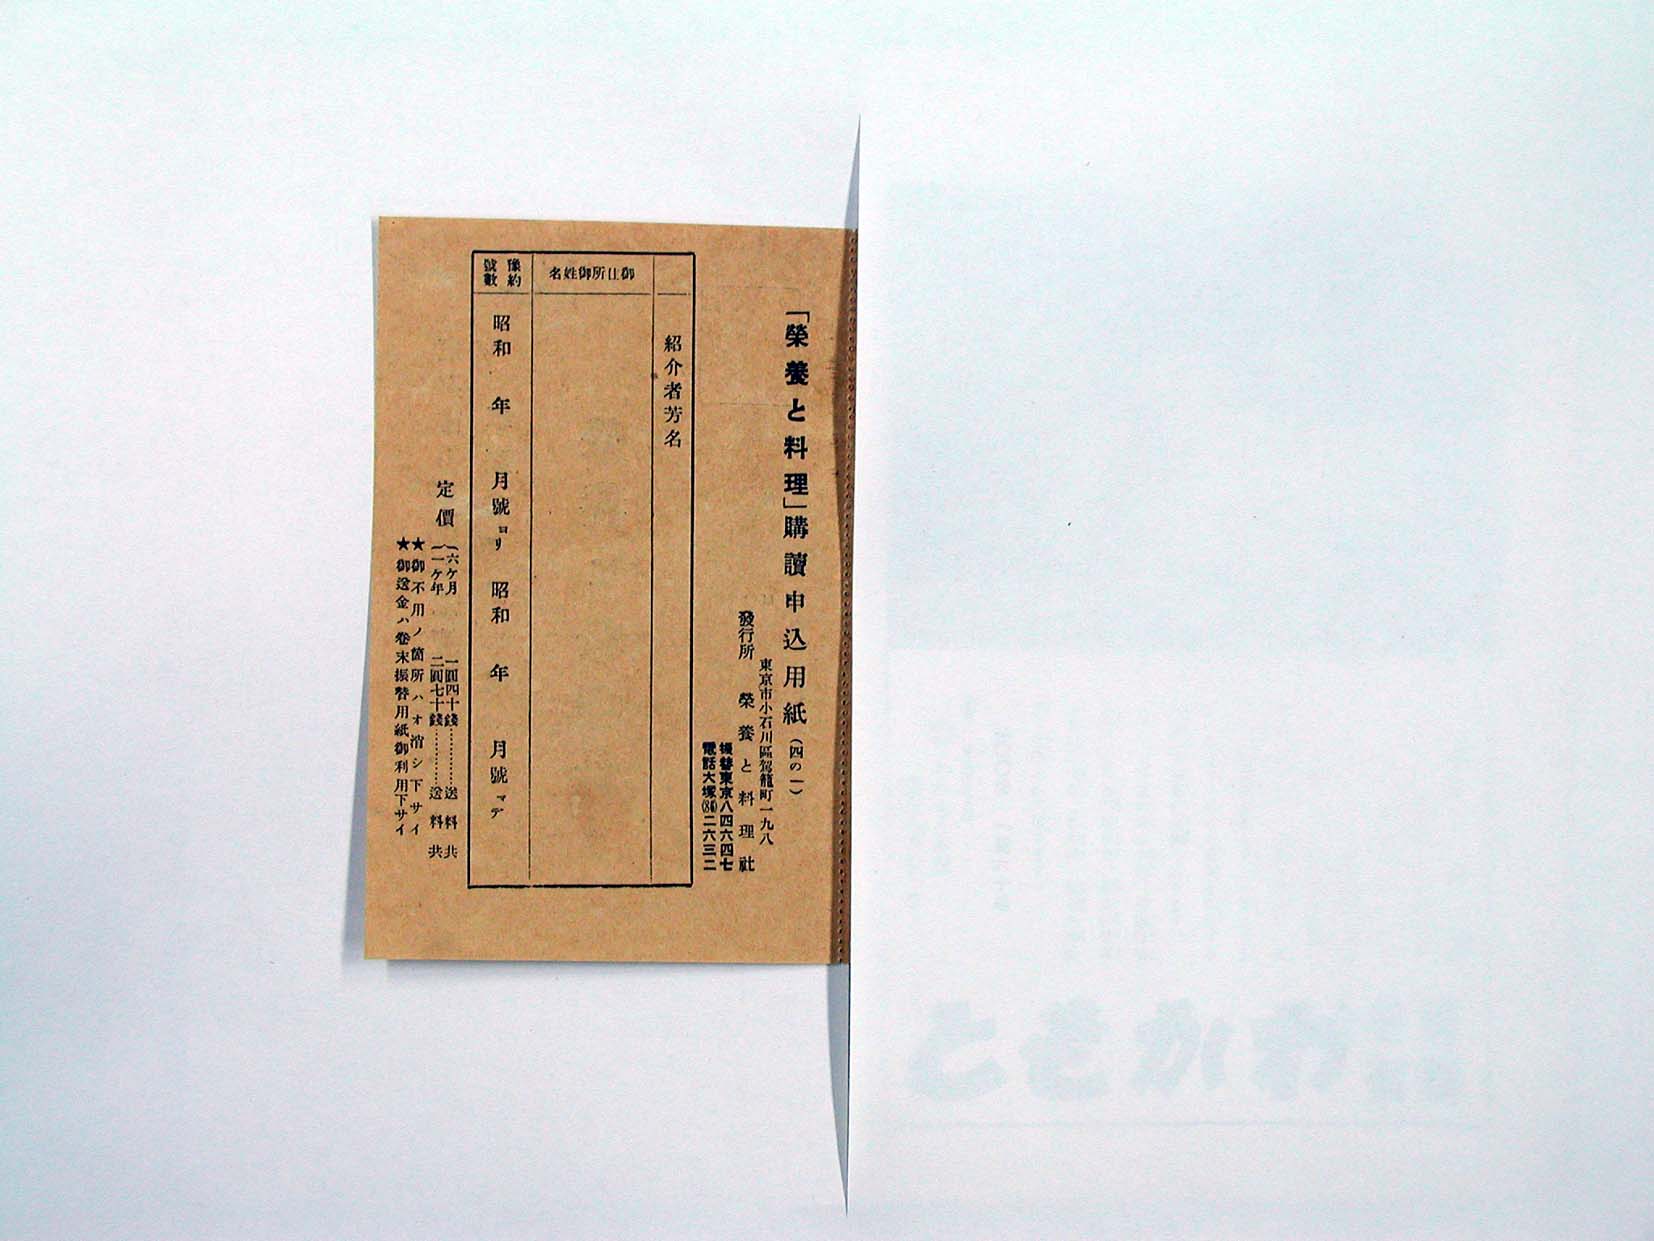 「榮養と料理」購讀申込用紙（四の一）
東京市小石川區駕籠町一九八
發行所 榮養と料理社
振替東京八四六四七
電話大塚(86)二六三二
紹介者芳名
御住所御姓名
豫約號數
昭和 年 月號ヨリ 昭和 年 月號マデ
定價
六ケ月 一圓四十錢…………送料共
一ケ年 二圓七十錢…………送料共
★御不用ノ箇所ハオ消シ下サイ
★御送金ハ卷末振替用紙御利用下サイ